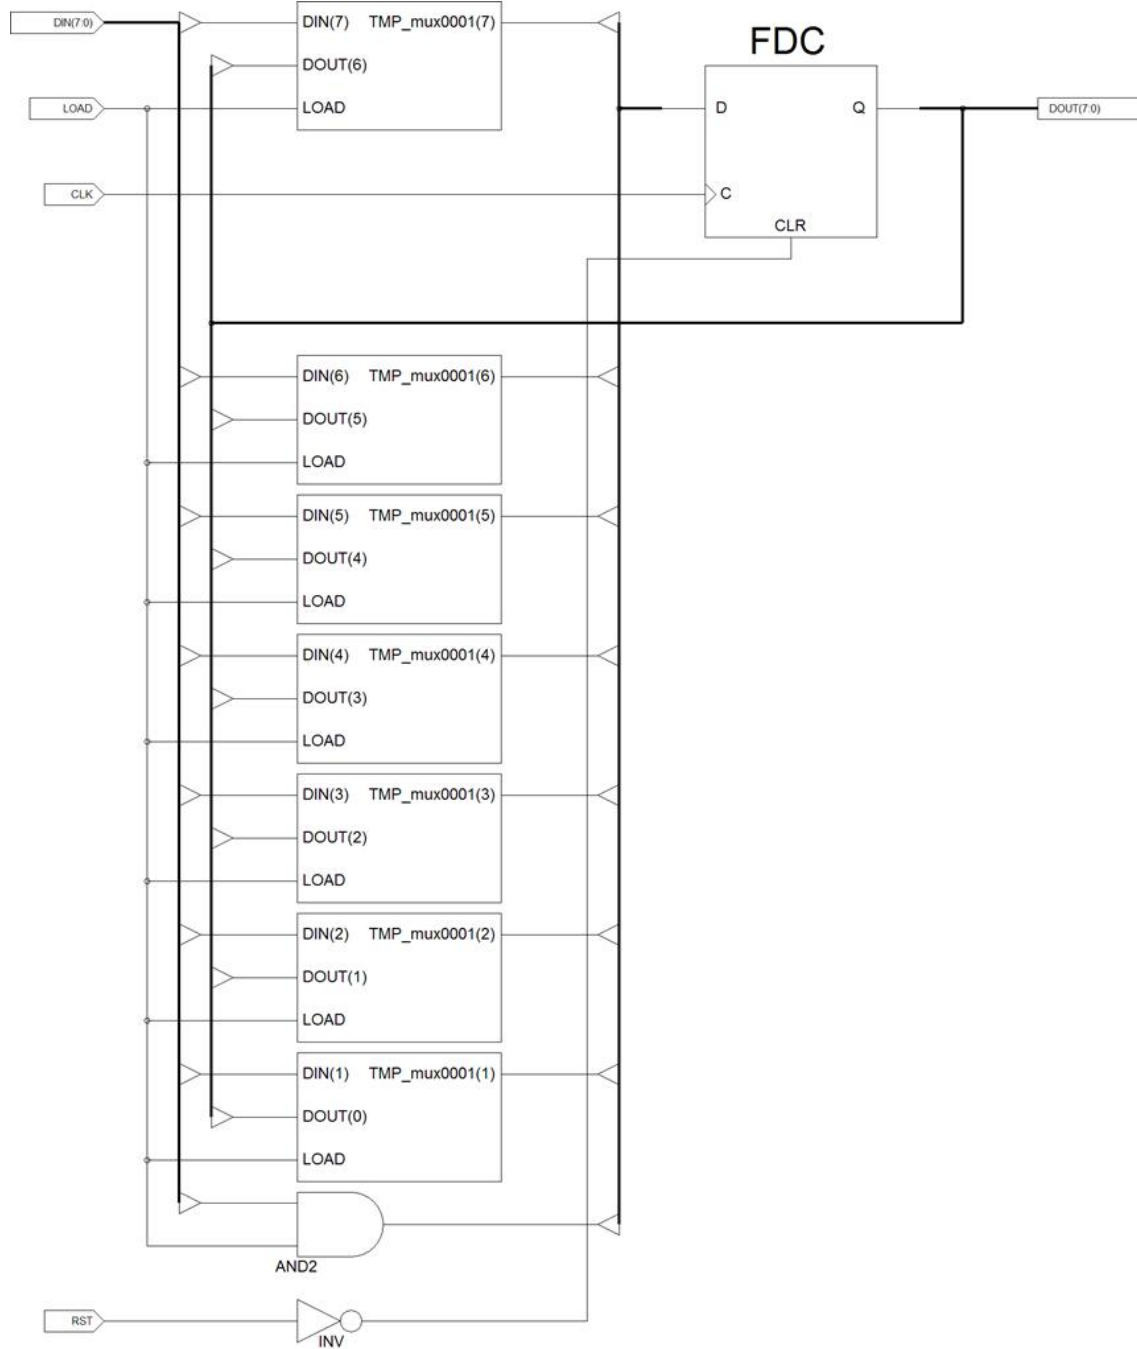 DIN(7:0)
DIN(7) TMP_mux0001(7)
FDC
DOUT(6)
LOAD
LOAD
D
Q
DOUT(7:0)
CLK
C
CLR
DIN(6) TMP_mux0001(6)
DOUT(5)
LOAD
DIN(5) TMP_mux0001(5)
DOUT(4)
LOAD
DIN(4) TMP_mux0001(4)
DOUT(3)
LOAD
DIN(3) TMP_mux0001(3)
DOUT(2)
LOAD
DIN(2) TMP_mux0001(2)
DOUT(1)
LOAD
DIN(1) TMP_mux0001(1)
DOUT(0)
LOAD
AND2
RST
INV